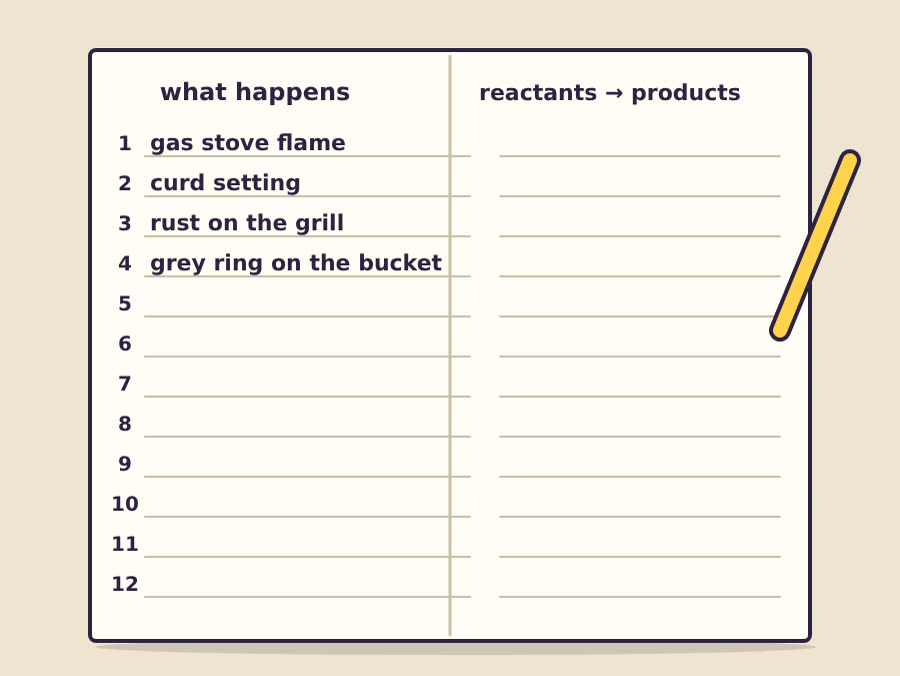 what happens
reactants → products
1 gas stove flame
2 curd setting
3 rust on the grill
4 grey ring on the bucket
5
6
7
8
9
10
11
12